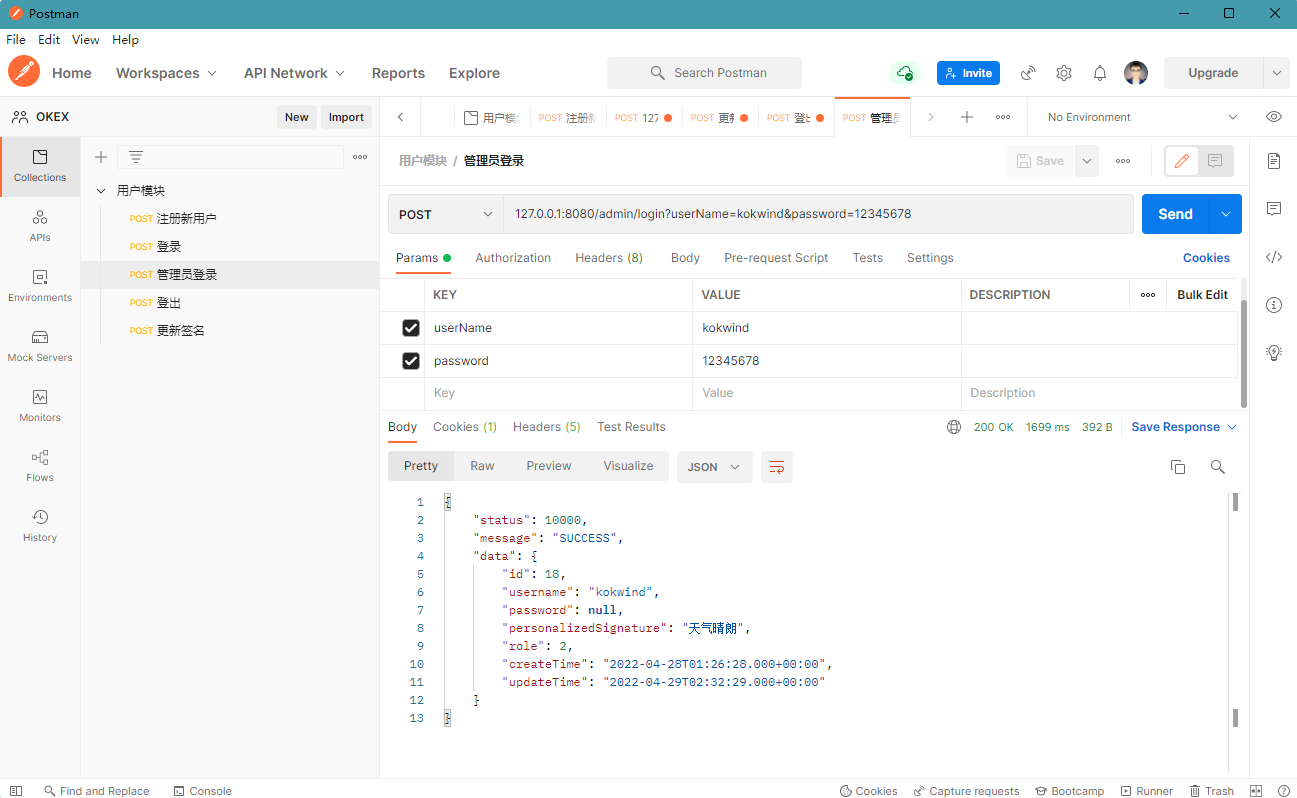 Postman
File Edit View Help
Home Workspaces API Network Reports Explore Search Postman Invite Upgrade
OKEX New Import
用户模块 POST 注册新 POST 127 POST 更新 POST 登出 POST 管理员 No Environment
Collections
APIs
Environments
Mock Servers
Monitors
Flows
History
用户模块
POST 注册新用户
POST 登录
POST 管理员登录
POST 登出
POST 更新签名
用户模块 / 管理员登录 Save
POST 127.0.0.1:8080/admin/login?userName=kokwind&password=12345678 Send
Params Authorization Headers (8) Body Pre-request Script Tests Settings Cookies
KEY VALUE DESCRIPTION Bulk Edit
userName kokwind
password 12345678
Key Value Description
Body Cookies (1) Headers (5) Test Results 200 OK 1699 ms 392 B Save Response
Pretty Raw Preview Visualize JSON
1 {
2 "status": 10000,
3 "message": "SUCCESS",
4 "data": {
5 "id": 18,
6 "username": "kokwind",
7 "password": null,
8 "personalizedSignature": "天气晴朗",
9 "role": 2,
10 "createTime": "2022-04-28T01:26:28.000+00:00",
11 "updateTime": "2022-04-29T02:32:29.000+00:00"
12 }
13 }
Find and Replace Console Cookies Capture requests Bootcamp Runner Trash